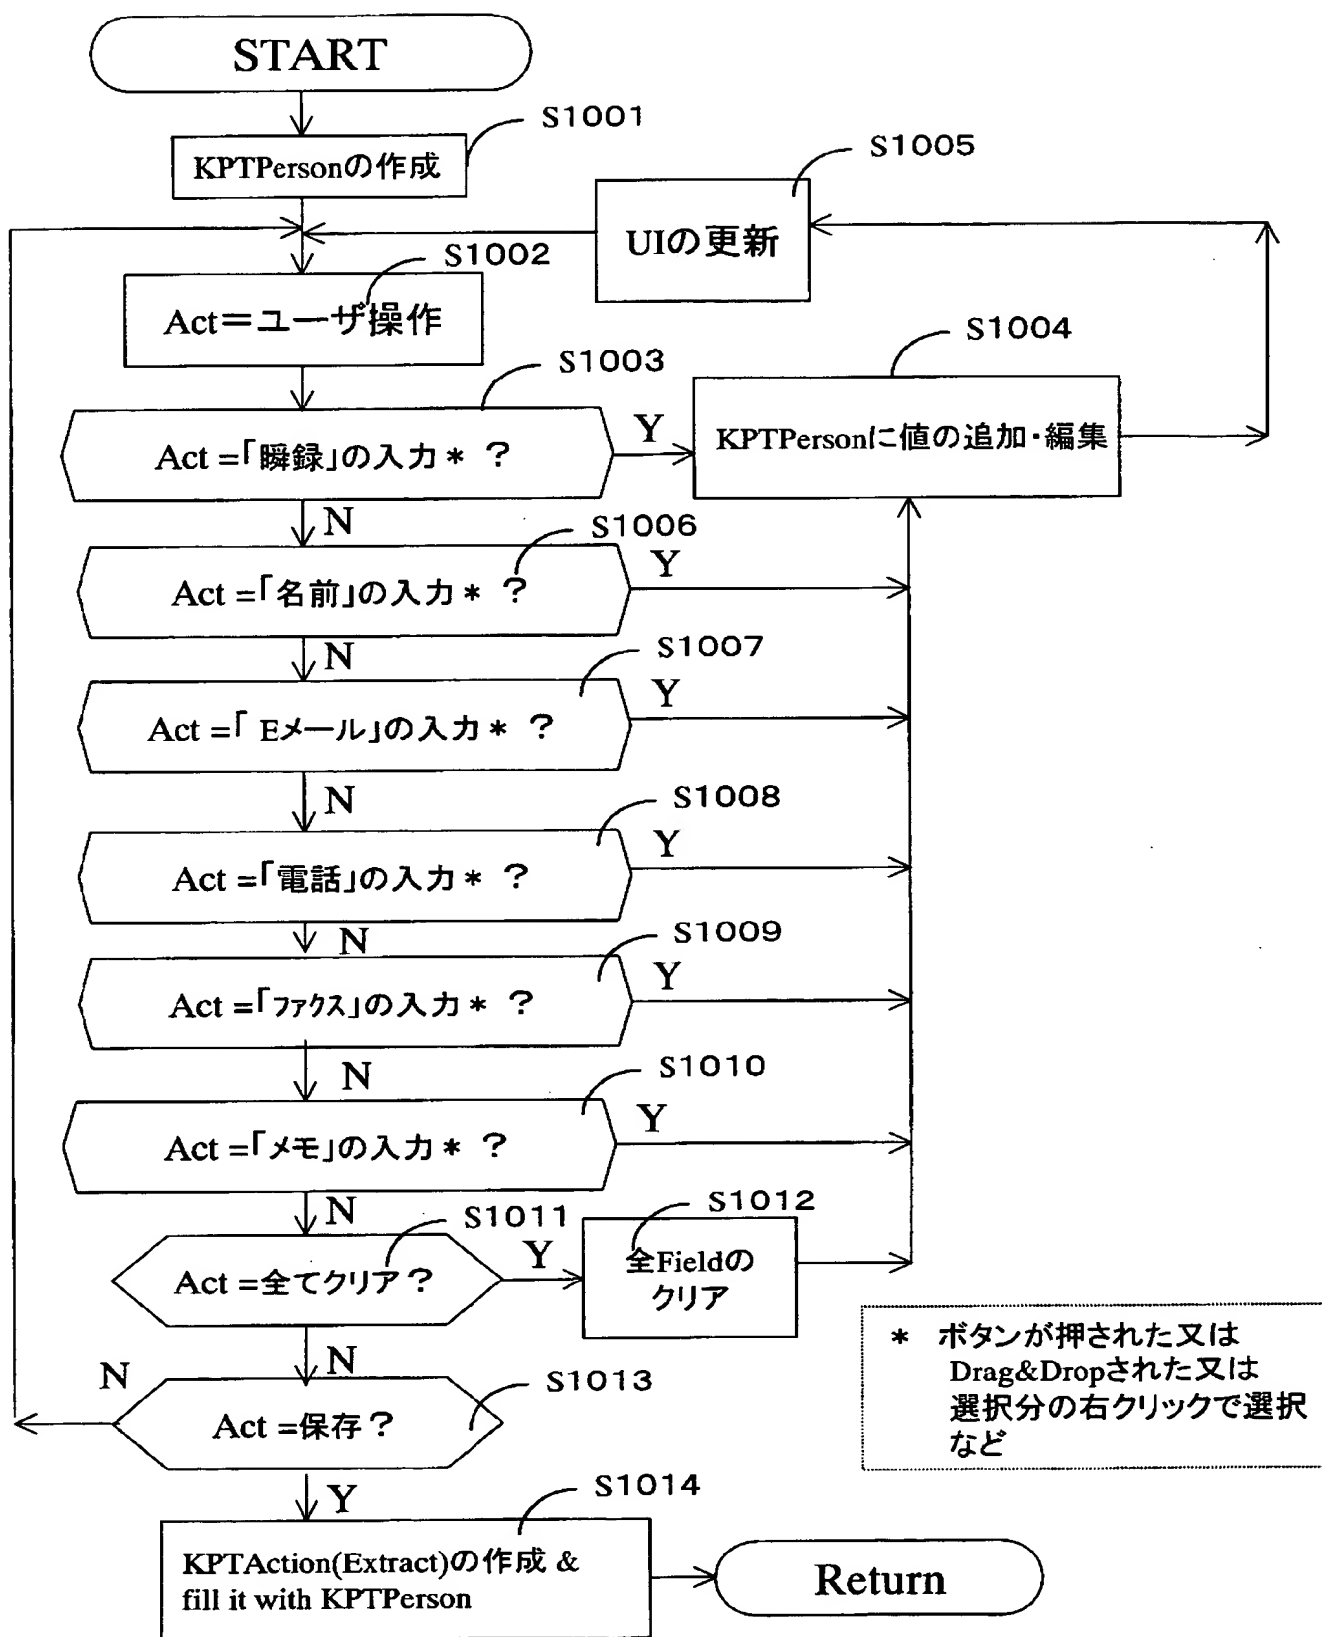 START
S1001
KPTPersonの作成
S1005
UIの更新
S1002
Act＝ユーザ操作
S1004
KPTPersonに値の追加・編集
S1003
Act =「瞬録」の入力* ？
Y
N
S1006
Act =「名前」の入力* ？
Y
N
S1007
Act =「 Eメール」の入力* ？
Y
N
S1008
Act =「電話」の入力* ？
Y
N
S1009
Act =「ファクス」の入力* ？
Y
N
S1010
Act =「メモ」の入力* ？
Y
N
S1011
Act =全てクリア？
Y
S1012
全Fieldの
クリア
N
S1013
Act =保存？
N
Y
* ボタンが押された又は
Drag&Dropされた又は
選択分の右クリックで選択
など
S1014
KPTAction(Extract)の作成 &
fill it with KPTPerson
Return